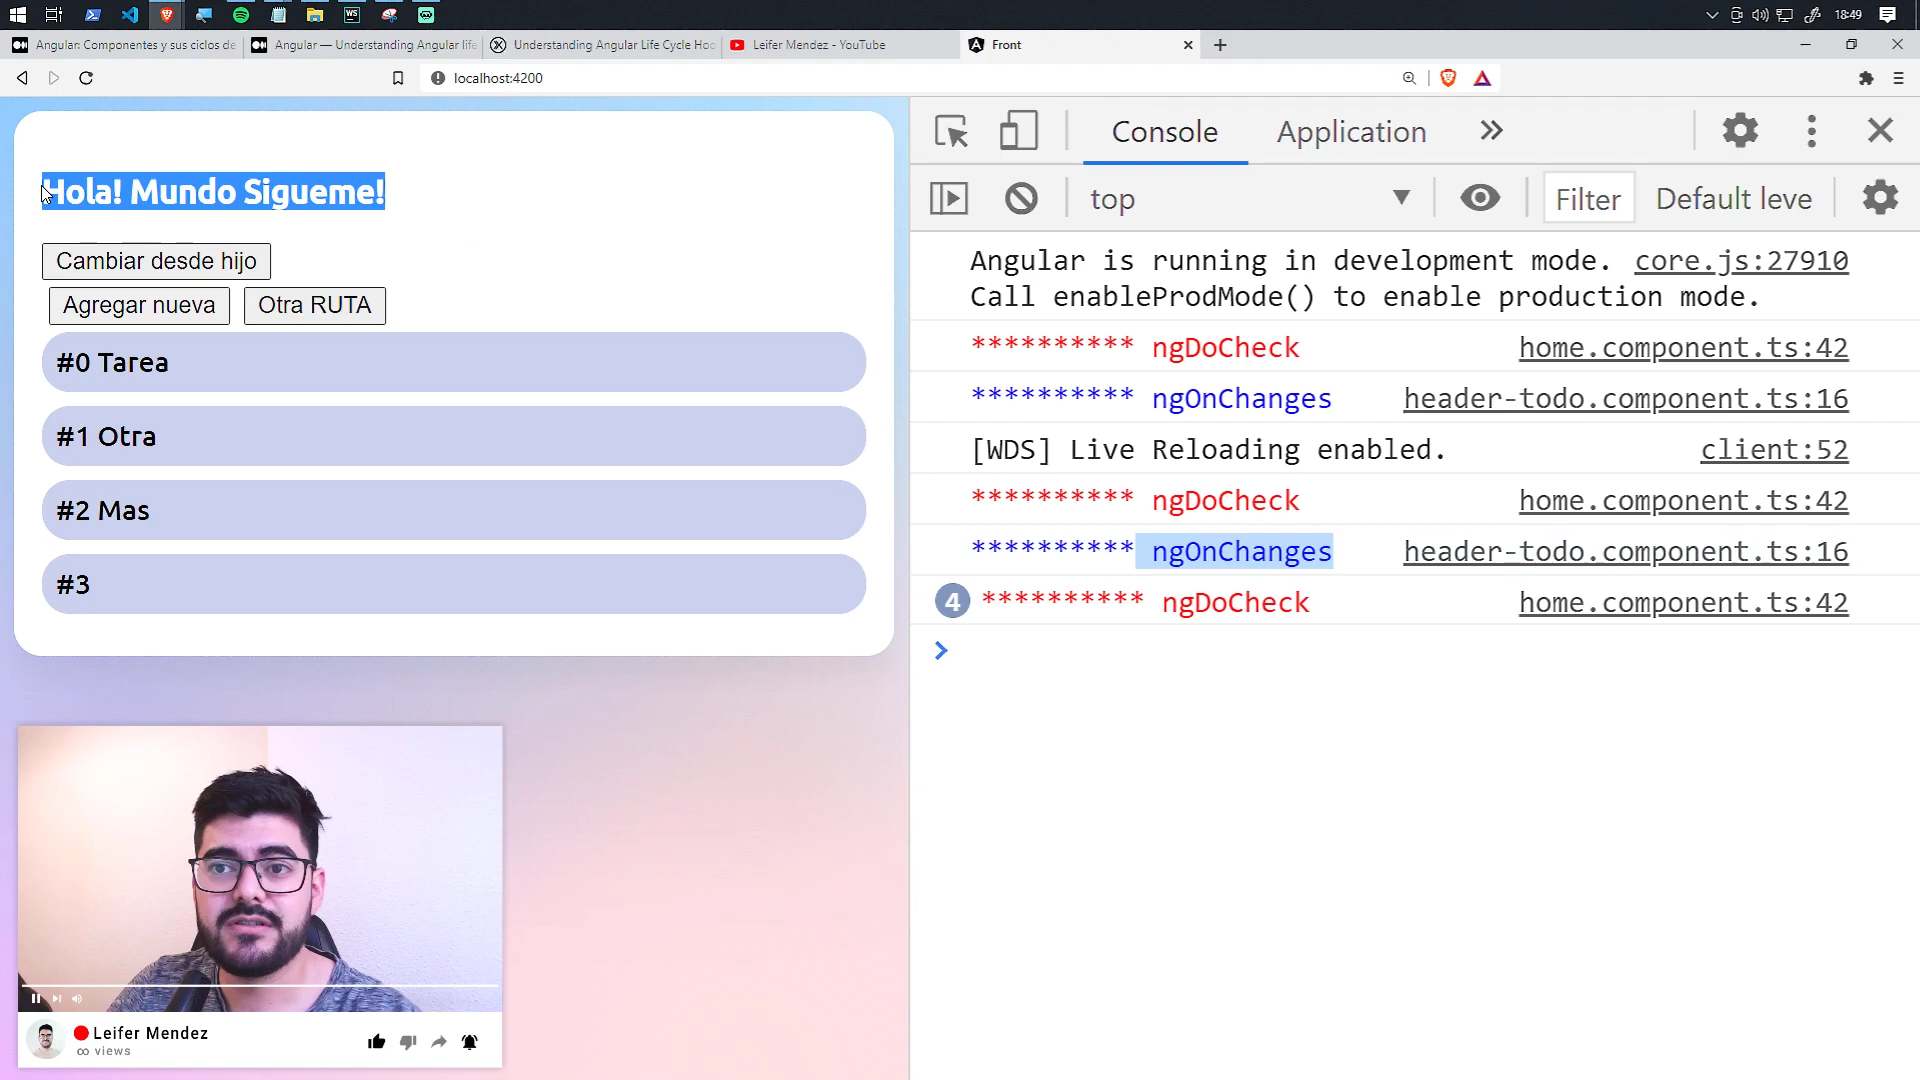 18:49
Angular: Componentes y sus ciclos de
Angular — Understanding Angular life
Understanding Angular Life Cycle Hoo
Leifer Mendez - YouTube
Front
localhost:4200
Hola! Mundo Sigueme!
Cambiar desde hijo
Agregar nueva
Otra RUTA
#0 Tarea
#1 Otra
#2 Mas
#3
Leifer Mendez
∞ views
Console
Application
top
Filter
Default leve
Angular is running in development mode. core.js:27910
Call enableProdMode() to enable production mode.
********** ngDoCheck home.component.ts:42
********** ngOnChanges header-todo.component.ts:16
[WDS] Live Reloading enabled. client:52
********** ngDoCheck home.component.ts:42
********** ngOnChanges header-todo.component.ts:16
4 ********** ngDoCheck home.component.ts:42